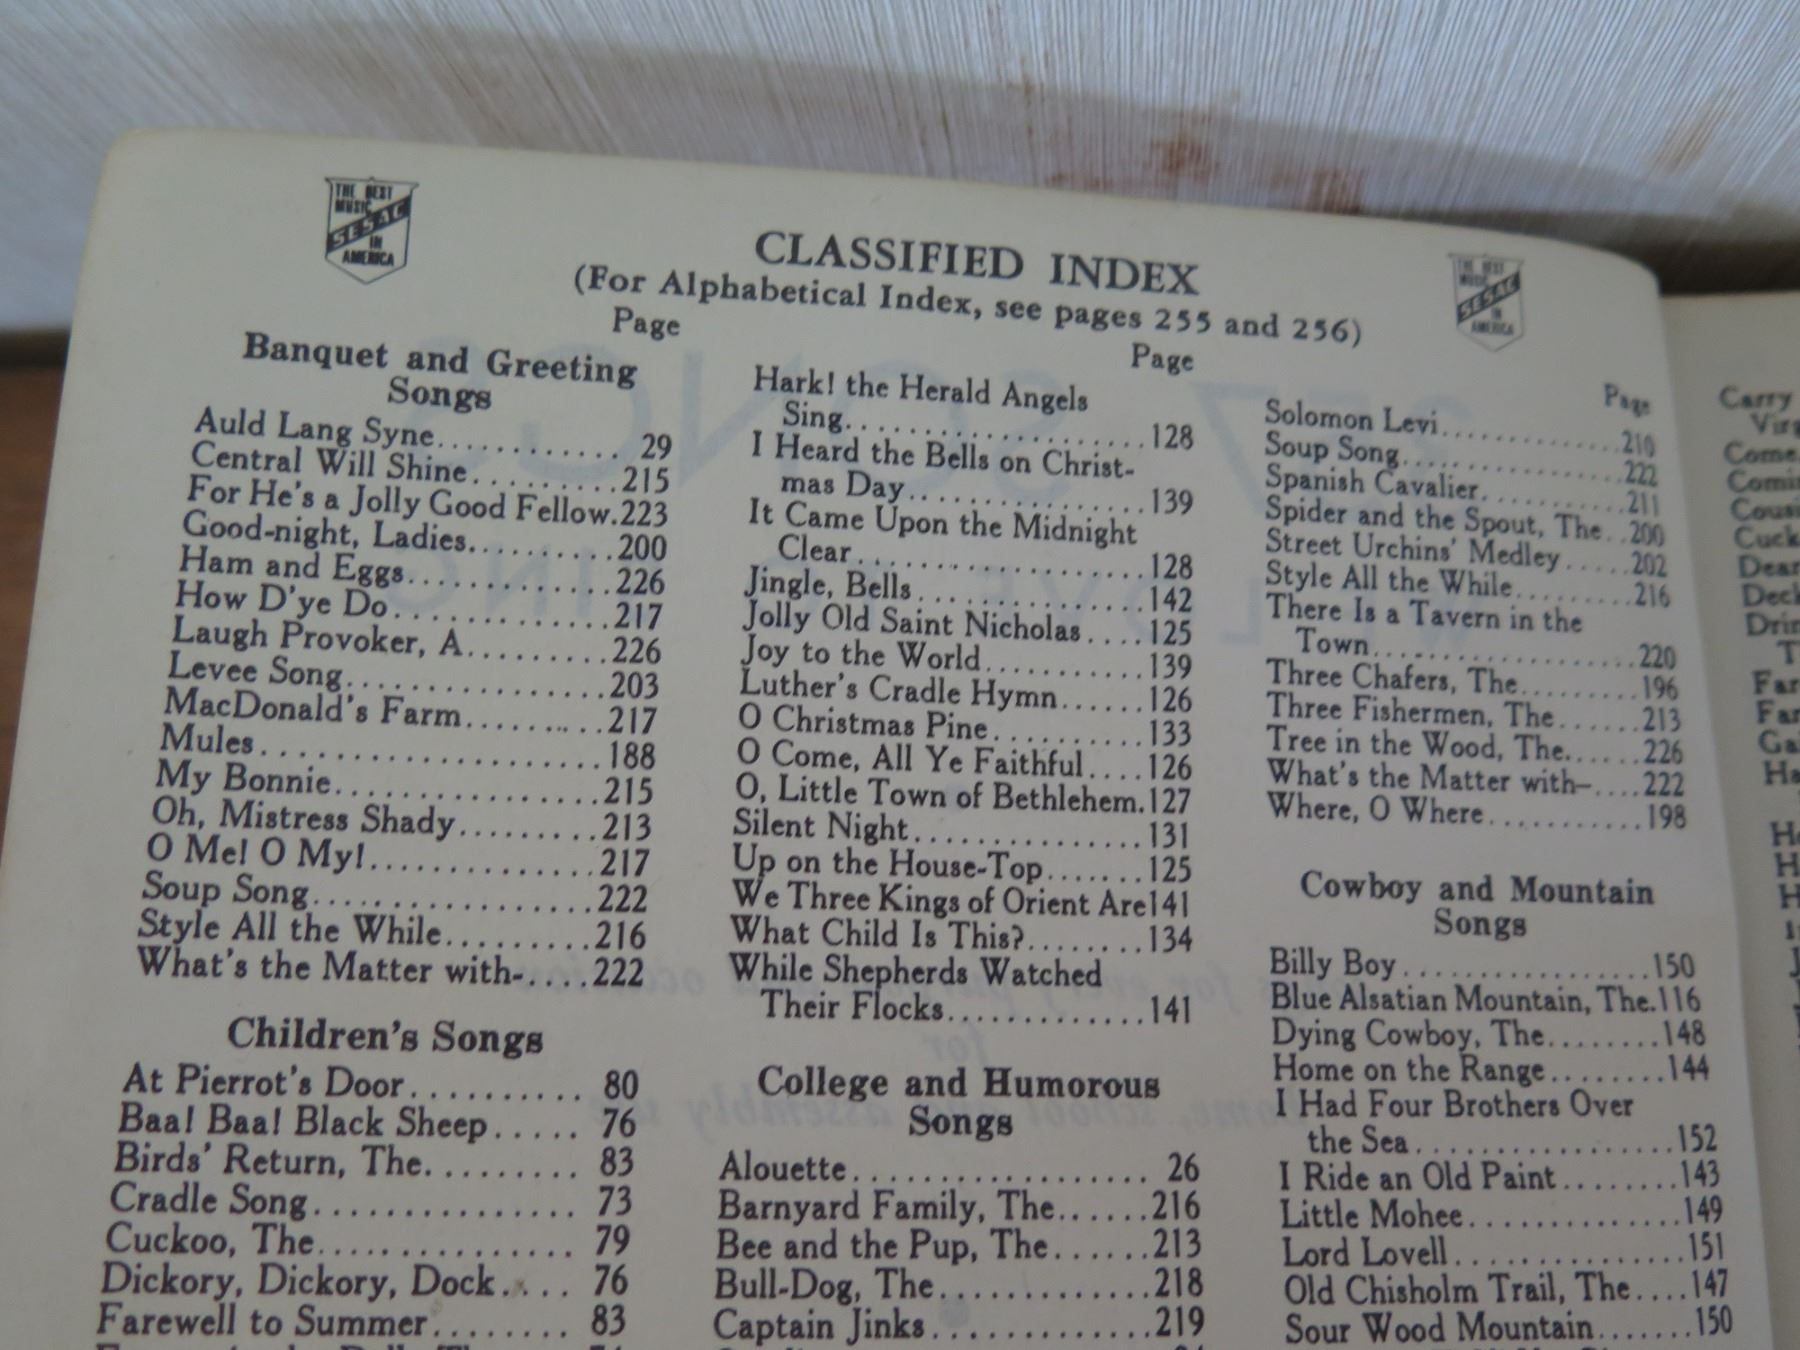 THE BEST
MUSIC
SESAC
IN
AMERICA
CLASSIFIED INDEX
(For Alphabetical Index, see pages 255 and 256)
THE BEST
MUSIC
SESAC
IN
AMERICA
Page
Banquet and Greeting
Songs
Auld Lang Syne............ 29
Central Will Shine..........215
For He's a Jolly Good Fellow.223
Good-night, Ladies..........200
Ham and Eggs............226
How D'ye Do..............217
Laugh Provoker, A.........226
Levee Song................203
MacDonald's Farm..........217
Mules.....................188
My Bonnie................215
Oh, Mistress Shady.........213
O Me! O My!..............217
Soup Song.................222
Style All the While.........216
What's the Matter with-....222
Children's Songs
At Pierrot's Door.......... 80
Baa! Baa! Black Sheep..... 76
Birds' Return, The......... 83
Cradle Song............... 73
Cuckoo, The............... 79
Dickory, Dickory, Dock.... 76
Farewell to Summer........ 83
Page
Hark! the Herald Angels
Sing....................128
I Heard the Bells on Christ-
mas Day................139
It Came Upon the Midnight
Clear...................128
Jingle, Bells...............142
Jolly Old Saint Nicholas....125
Joy to the World...........139
Luther's Cradle Hymn......126
O Christmas Pine..........133
O Come, All Ye Faithful....126
O, Little Town of Bethlehem.127
Silent Night................131
Up on the House-Top.......125
We Three Kings of Orient Are141
What Child Is This?........134
While Shepherds Watched
Their Flocks..............141
College and Humorous
Songs
Alouette................... 26
Barnyard Family, The......216
Bee and the Pup, The......213
Bull-Dog, The.............218
Captain Jinks..............219
Page
Solomon Levi..............210
Soup Song.................222
Spanish Cavalier...........211
Spider and the Spout, The..200
Street Urchins' Medley.....202
Style All the While.........216
There Is a Tavern in the
Town....................220
Three Chafers, The.........196
Three Fishermen, The......213
Tree in the Wood, The......226
What's the Matter with–....222
Where, O Where...........198
Cowboy and Mountain
Songs
Billy Boy..................150
Blue Alsatian Mountain, The.116
Dying Cowboy, The........148
Home on the Range........144
I Had Four Brothers Over
the Sea..................152
I Ride an Old Paint........143
Little Mohee...............149
Lord Lovell................151
Old Chisholm Trail, The....147
Sour Wood Mountain.......150
Carry
Come